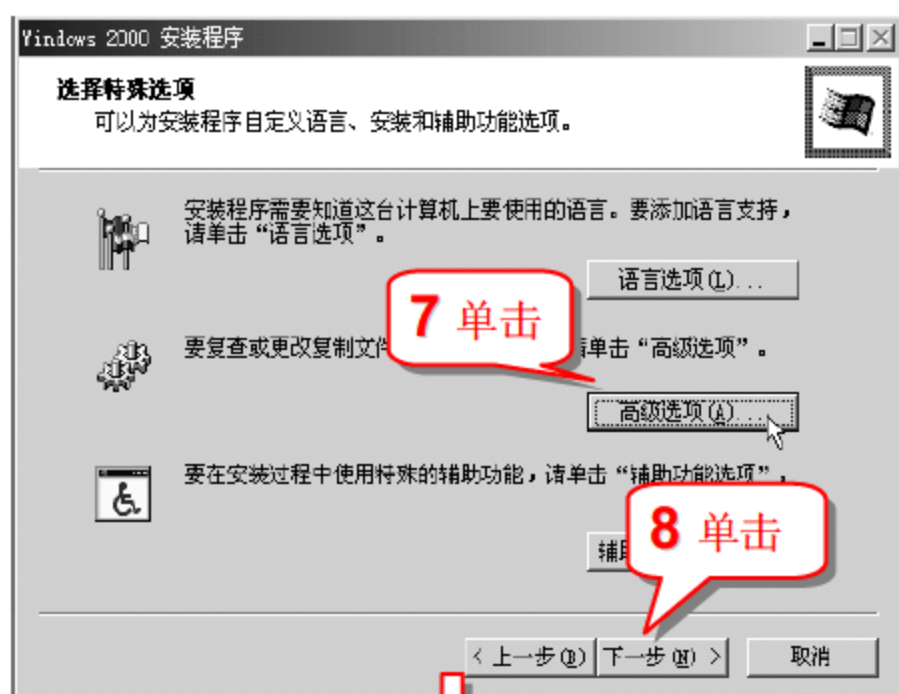 Windows 2000 安装程序
选择特殊选项
可以为安装程序自定义语言、安装和辅助功能选项。
安装程序需要知道这台计算机上要使用的语言。要添加语言支持，
请单击“语言选项”。
语言选项(L)...
7 单击
要复查或更改复制文件 单击“高级选项”。
高级选项(A)...
要在安装过程中使用特殊的辅助功能，请单击“辅助功能选项”。
8 单击
辅
< 上一步(B) 下一步(N) > 取消